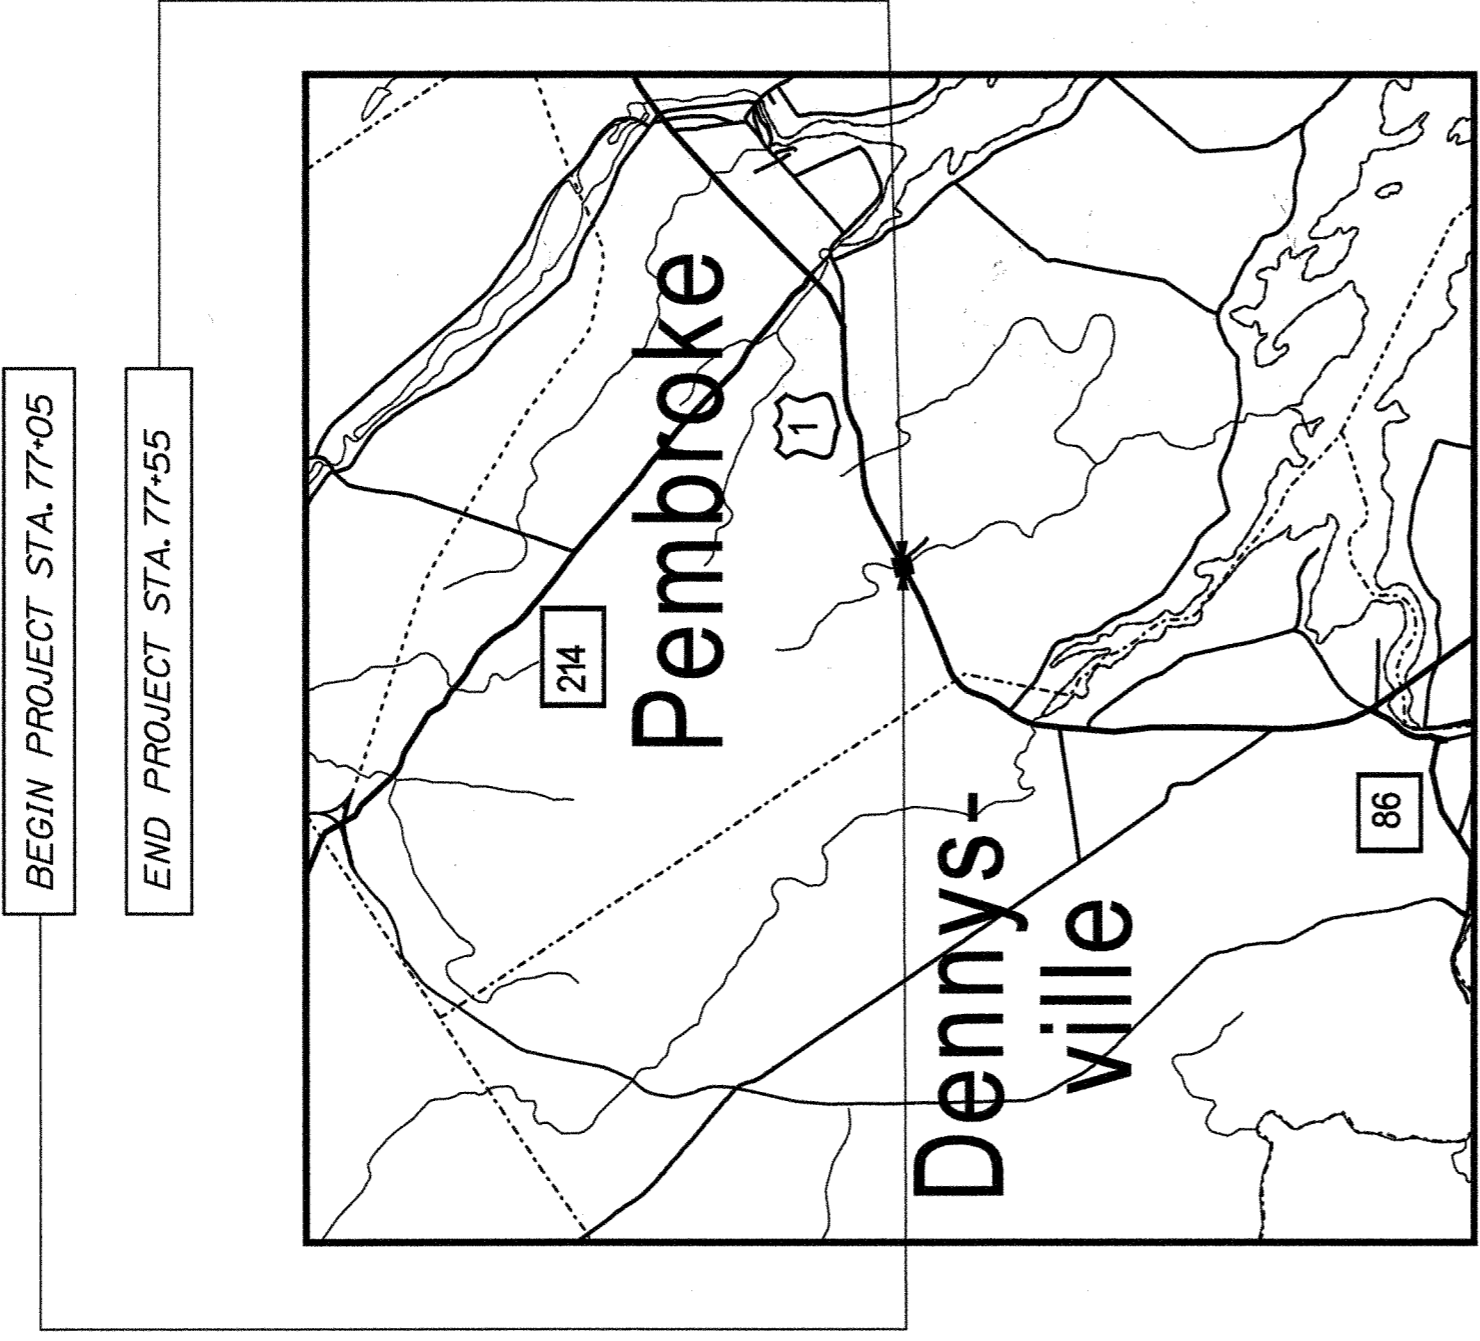 BEGIN PROJECT STA. 77+05
END PROJECT STA. 77+55
214
Pembroke
1
Dennys-
ville
86